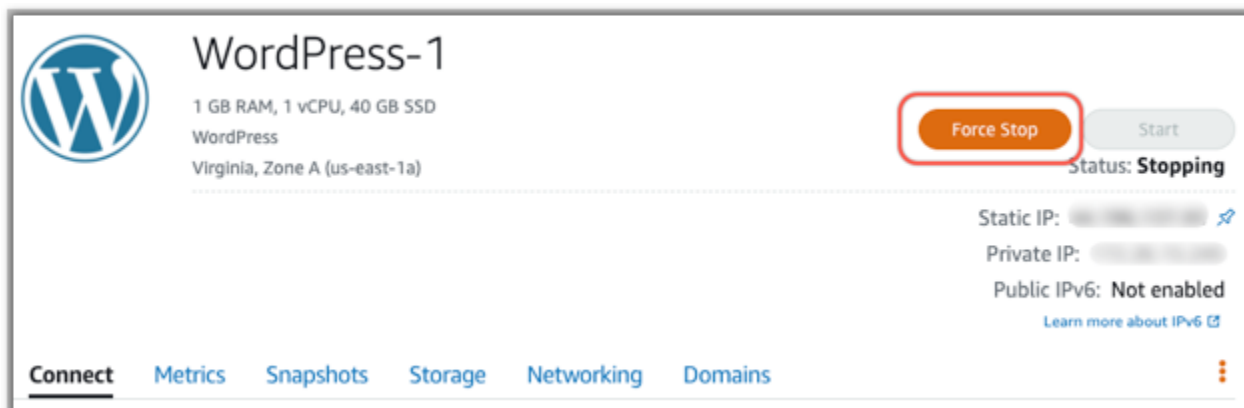 WordPress-1
1 GB RAM, 1 vCPU, 40 GB SSD
WordPress
Virginia, Zone A (us-east-1a)
Force Stop
Start
Status: Stopping
Static IP:
Private IP:
Public IPv6: Not enabled
Learn more about IPv6
Connect Metrics Snapshots Storage Networking Domains